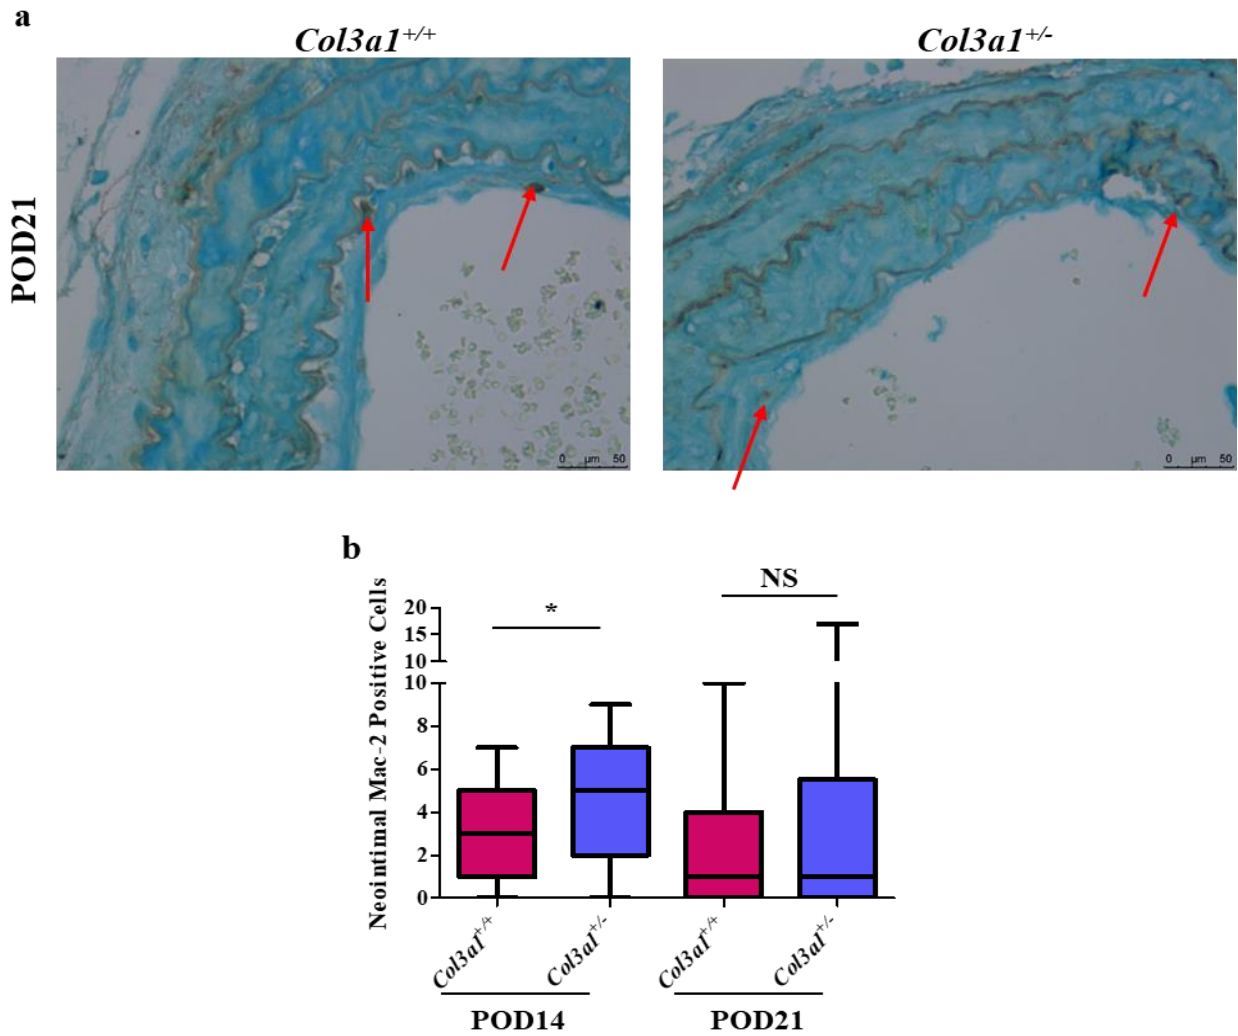 a
Col3a1+/+
Col3a1+/-
POD21
0 µm 50
0 µm 50
b
NS
*
Neointimal Mac-2 Positive Cells
20
15
10
10
8
6
4
2
0
Col3a1+/+
Col3a1+/-
Col3a1+/+
Col3a1+/-
POD14
POD21